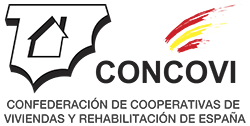 CONCOVI
CONFEDERACIÓN DE COOPERATIVAS DE
VIVIENDAS Y REHABILITACIÓN DE ESPAÑA